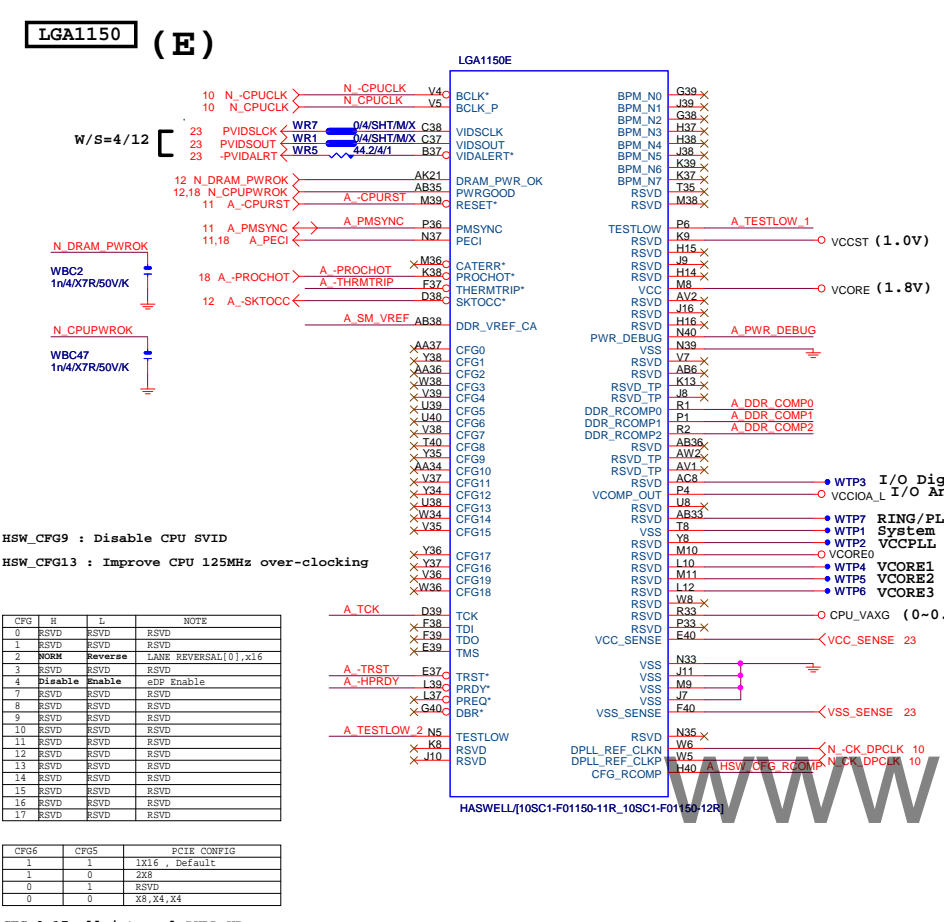 LGA1150 (E)
LGA1150E
10 N_-CPUCLK N_-CPUCLK V4 BCLK*
10 N_CPUCLK N_CPUCLK V5 BCLK_P
W/S=4/12
23 PVIDSLCK WR7 0/4/SHT/M/X C38 VIDSCLK
23 PVIDSOUT WR1 0/4/SHT/M/X C37 VIDSOUT
23 -PVIDALRT WR5 44.2/4/1 B37 VIDALERT*
12 N_DRAM_PWROK AK21 DRAM_PWR_OK
12,18 N_CPUPWROK AB35 PWRGOOD
11 A_-CPURST A_-CPURST M39 RESET*
11 A_PMSYNC A_PMSYNC P36 PMSYNC
11,18 A_PECI N37 PECI
M36 CATERR*
18 A_-PROCHOT A_-PROCHOT K38 PROCHOT*
A_-THRMTRIP F37 THERMTRIP*
12 A_-SKTOCC D38 SKTOCC*
A_SM_VREF AB38 DDR_VREF_CA
N_DRAM_PWROK
WBC2
1n/4/X7R/50V/K
N_CPUPWROK
WBC47
1n/4/X7R/50V/K
AA37 CFG0
Y38 CFG1
AA36 CFG2
W38 CFG3
V39 CFG4
U39 CFG5
U40 CFG6
V38 CFG7
T40 CFG8
Y35 CFG9
AA34 CFG10
V37 CFG11
Y34 CFG12
U38 CFG13
W34 CFG14
V35 CFG15
Y36 CFG17
Y37 CFG16
V36 CFG19
W36 CFG18
A_TCK D39 TCK
F38 TDI
F39 TDO
E39 TMS
A_-TRST E37 TRST*
A_-HPRDY L39 PRDY*
L37 PREQ*
G40 DBR*
A_TESTLOW_2 N5 TESTLOW
K8 RSVD
J10 RSVD
BPM_N0 G39
BPM_N1 J39
BPM_N2 G38
BPM_N3 H37
BPM_N4 H38
BPM_N5 J38
BPM_N6 K39
BPM_N7 K37
RSVD T35
RSVD M38
TESTLOW P6 A_TESTLOW_1
RSVD K9 VCCST (1.0V)
RSVD H15
RSVD J9
RSVD H14
VCC M8 VCORE (1.8V)
RSVD AV2
RSVD J16
RSVD H16
PWR_DEBUG N40 A_PWR_DEBUG
VSS N39
RSVD V7
RSVD AB6
RSVD_TP K13
RSVD_TP J8
DDR_RCOMP0 R1 A_DDR_COMP0
DDR_RCOMP1 P1 A_DDR_COMP1
DDR_RCOMP2 R2 A_DDR_COMP2
RSVD AB36
RSVD_TP AW2
RSVD_TP AV1
RSVD AC8 WTP3 I/O Dig
VCOMP_OUT P4 VCCIOA_L I/O An
RSVD U8
RSVD AB33 WTP7 RING/PL
VSS T8 WTP1 System
RSVD Y8 WTP2 VCCPLL
RSVD M10 VCORE0
RSVD L10 WTP4 VCORE1
RSVD M11 WTP5 VCORE2
RSVD L12 WTP6 VCORE3
RSVD W8
RSVD R33 CPU_VAXG (0~0.
RSVD P33
VCC_SENSE E40 VCC_SENSE 23
VSS N33
VSS J11
VSS M9
VSS J7
VSS_SENSE F40 VSS_SENSE 23
RSVD N35
DPLL_REF_CLKN W6 N_-CK_DPCLK 10
DPLL_REF_CLKP W5 N_CK_DPCLK 10
CFG_RCOMP H40 A_HSW_CFG_RCOMP
HASWELL/[10SC1-F01150-11R_10SC1-F01150-12R]
www
HSW_CFG9 : Disable CPU SVID
HSW_CFG13 : Improve CPU 125MHz over-clocking
CFG H L NOTE
0 RSVD RSVD RSVD
1 RSVD RSVD RSVD
2 NORM Reverse LANE REVERSAL[0],x16
3 RSVD RSVD RSVD
4 Disable Enable eDP Enable
7 RSVD RSVD RSVD
8 RSVD RSVD RSVD
9 RSVD RSVD RSVD
10 RSVD RSVD RSVD
11 RSVD RSVD RSVD
12 RSVD RSVD RSVD
13 RSVD RSVD RSVD
14 RSVD RSVD RSVD
15 RSVD RSVD RSVD
16 RSVD RSVD RSVD
17 RSVD RSVD RSVD
CFG6 CFG5 PCIE CONFIG
1 1 1X16 , Default
1 0 2X8
0 1 RSVD
0 0 X8,X4,X4